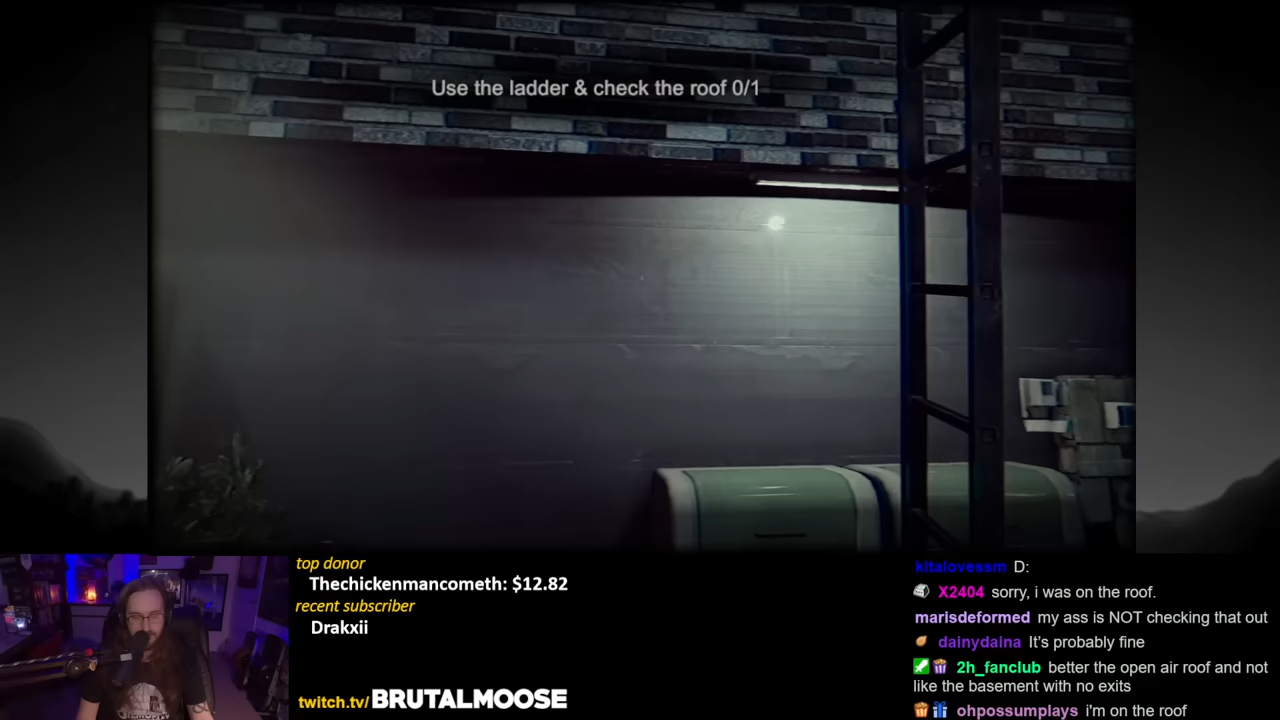 Use the ladder & check the roof 0/1
top donor
Thechickenmancometh: $12.82
recent subscriber
Drakxii
twitch.tv/BRUTALMOOSE
kitalovessm D:
X2404 sorry, i was on the roof.
marisdeformed my ass is NOT checking that out
dainydaina It's probably fine
2h_fanclub better the open air roof and not
like the basement with no exits
ohpossumplays i'm on the roof